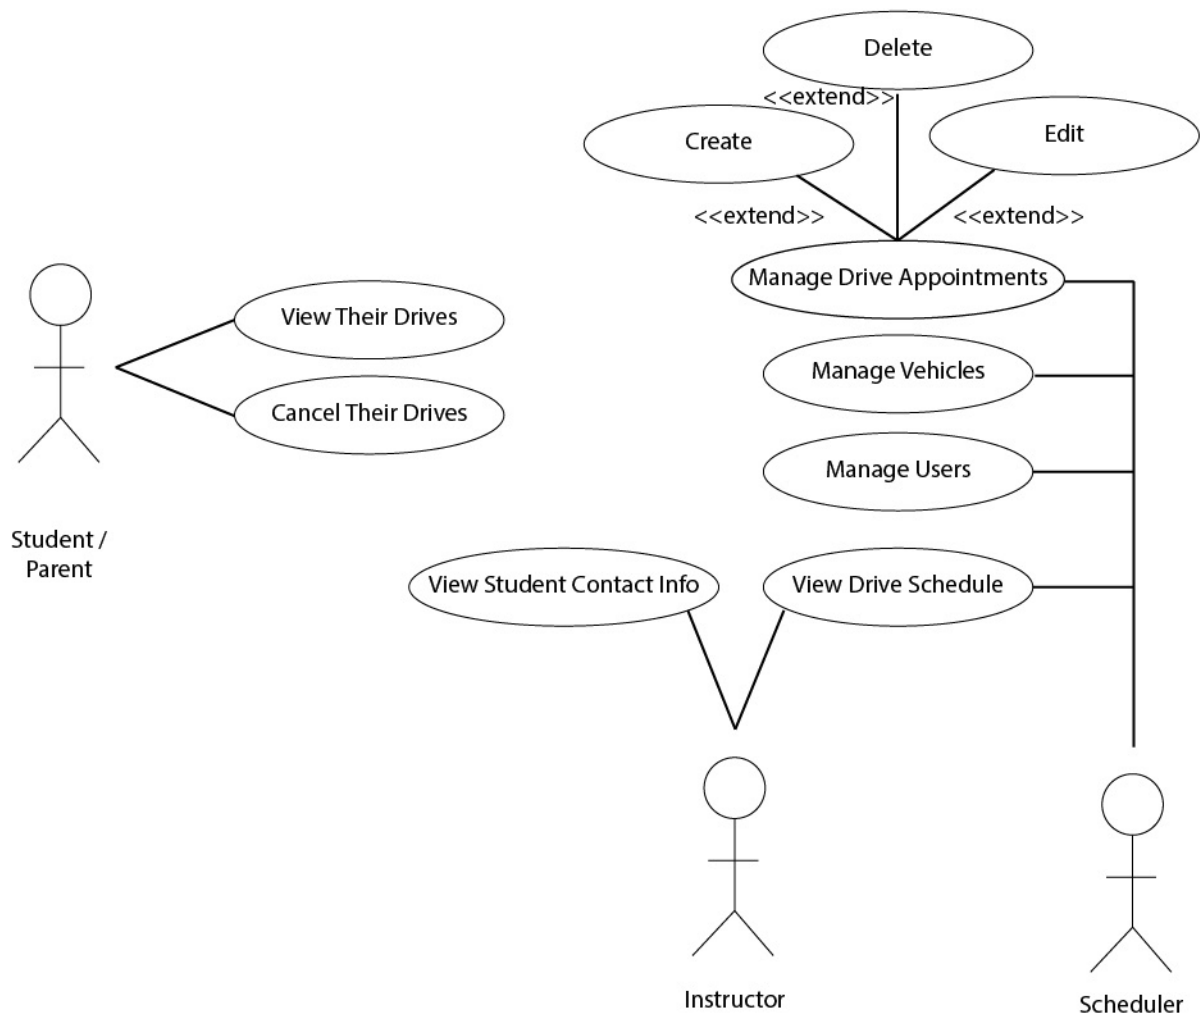 Delete
<<extend>>
Create
Edit
<<extend>>
<<extend>>
Manage Drive Appointments
View Their Drives
Manage Vehicles
Cancel Their Drives
Manage Users
Student /
Parent
View Student Contact Info
View Drive Schedule
Instructor
Scheduler